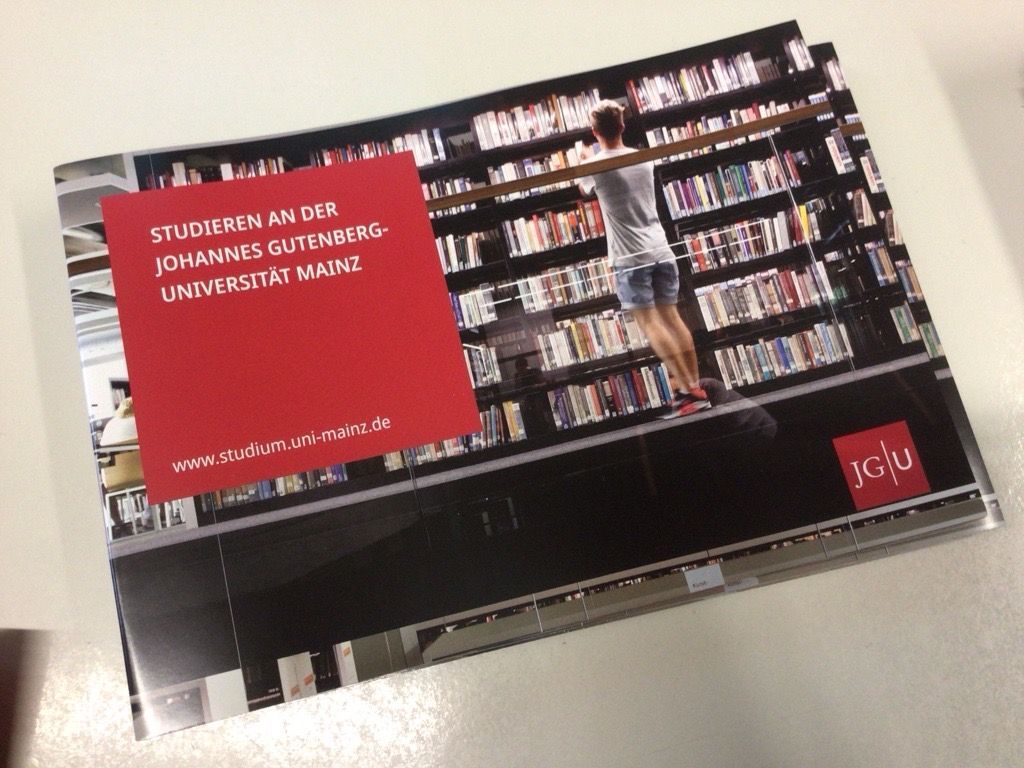 STUDIEREN AN DER
JOHANNES GUTENBERG-
UNIVERSITÄT MAINZ
www.studium.uni-mainz.de
JG|U